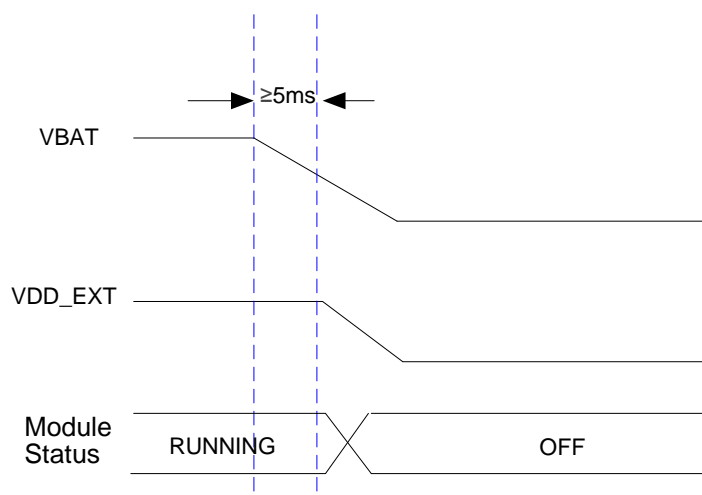 ≥5ms
VBAT
VDD_EXT
Module
Status
RUNNING
OFF